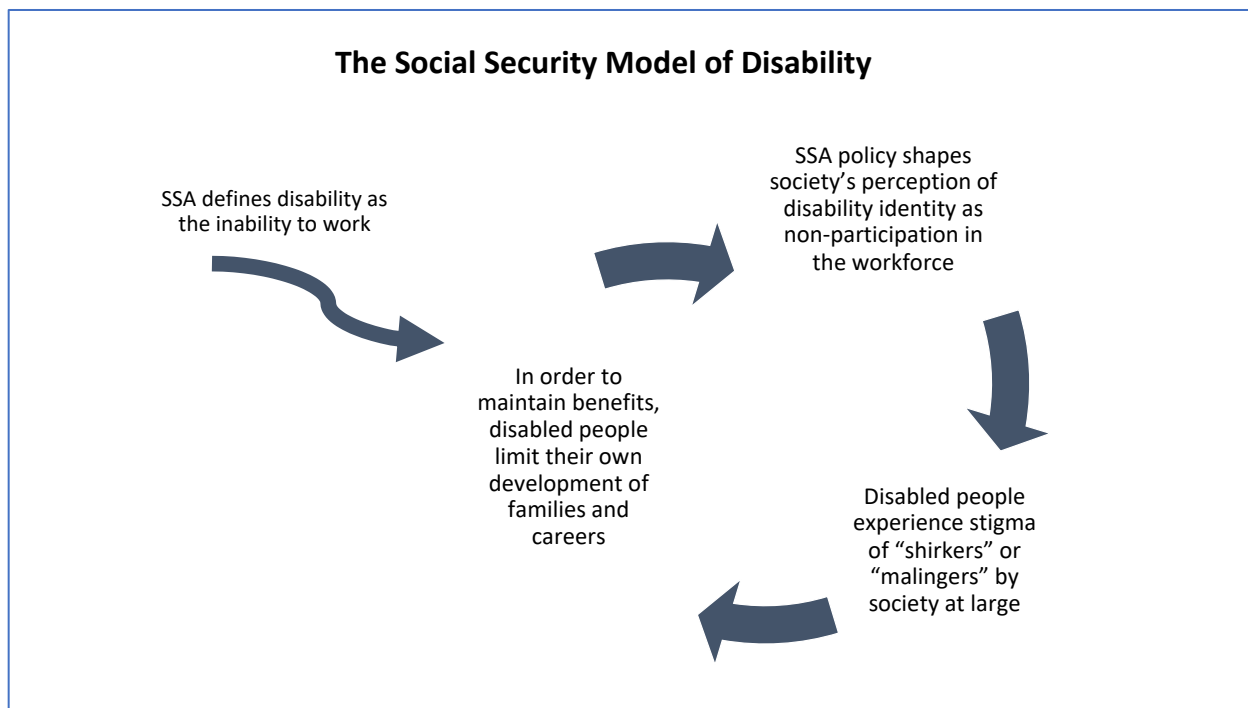 The Social Security Model of Disability
SSA defines disability as
the inability to work
In order to
maintain benefits,
disabled people
limit their own
development of
families and
careers
SSA policy shapes
society’s perception of
disability identity as
non-participation in
the workforce
Disabled people
experience stigma
of “shirkers” or
“malingers” by
society at large